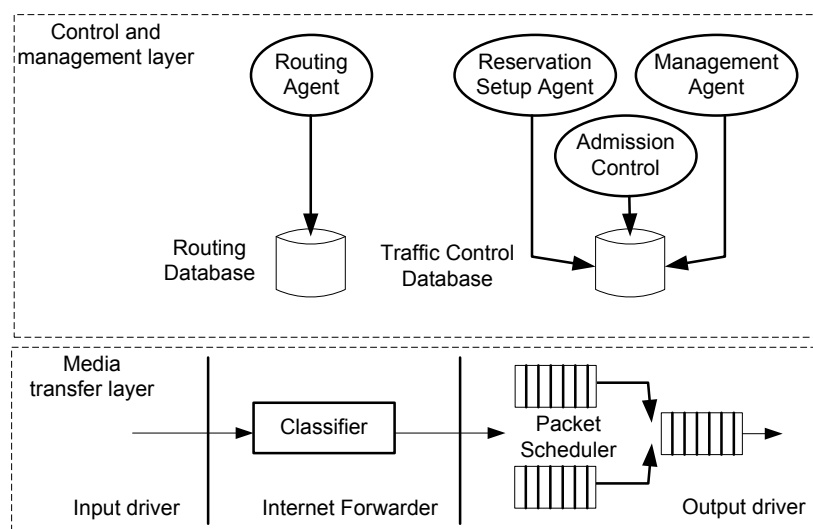 Control and
management layer
Routing
Agent
Reservation
Setup Agent
Management
Agent
Admission
Control
Routing
Database
Traffic Control
Database
Media
transfer layer
Classifier
Packet
Scheduler
Input driver
Internet Forwarder
Output driver